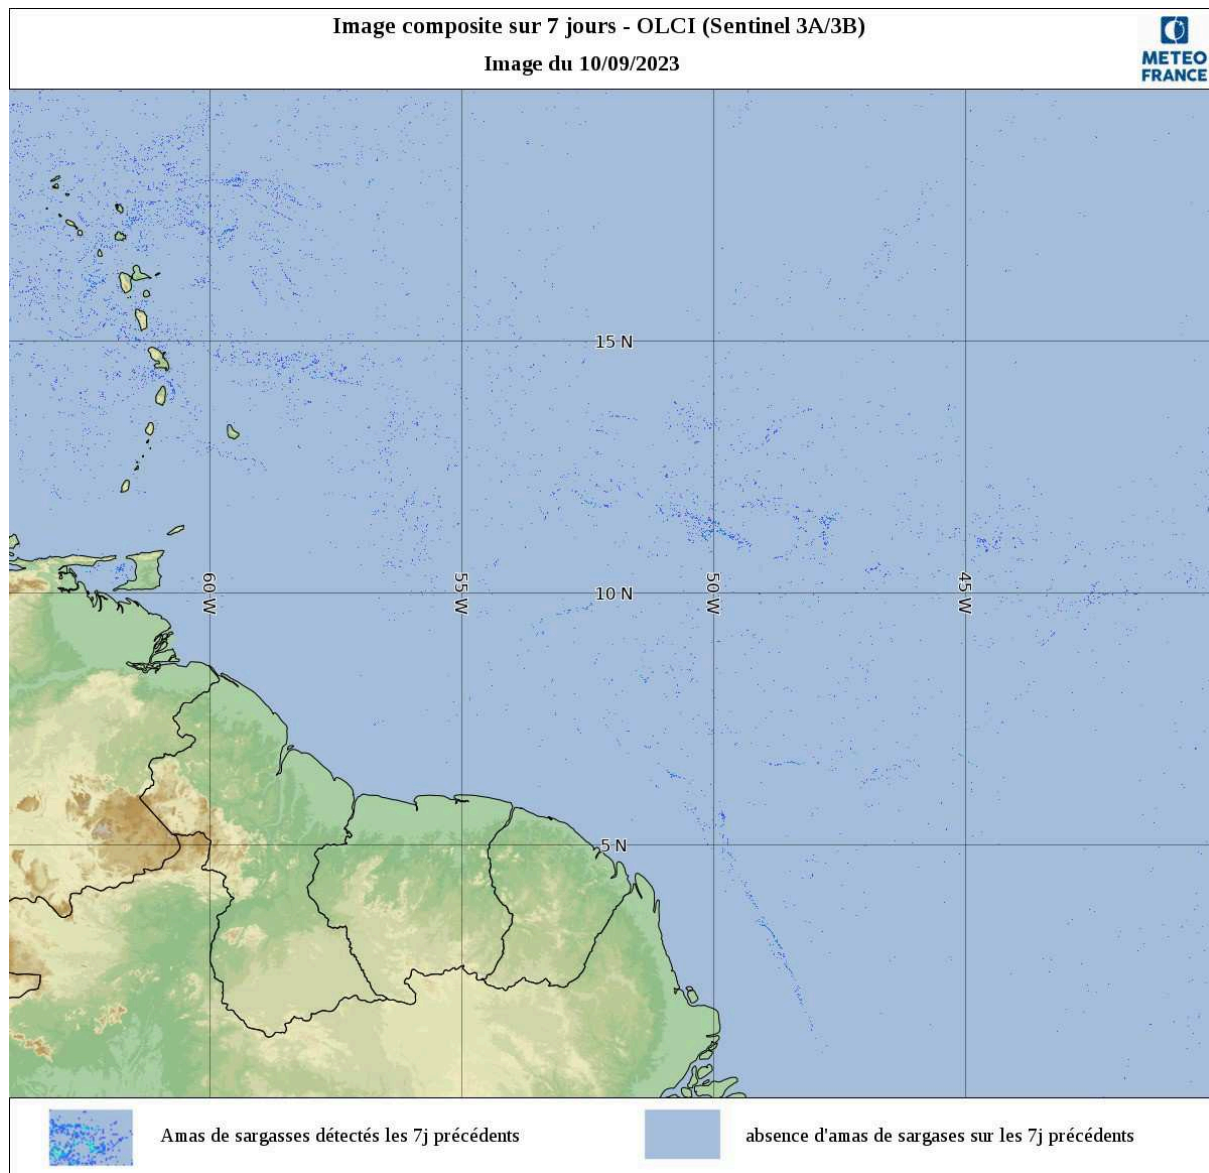 Image composite sur 7 jours - OLCI (Sentinel 3A/3B)
Image du 10/09/2023
METEO
FRANCE
15 N
10 N
60 W
55 W
50 W
45 W
5 N
Amas de sargasses détectés les 7j précédents
absence d'amas de sargases sur les 7j précédents